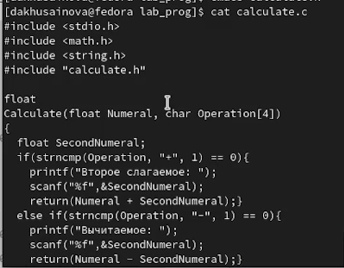 [dakhusainova@fedora lab_prog]$ cat calculate.c
#include <stdio.h>
#include <math.h>
#include <string.h>
#include "calculate.h"

float
Calculate(float Numeral, char Operation[4])
{
  float SecondNumeral;
  if(strncmp(Operation, "+", 1) == 0){
    printf("Второе слагаемое: ");
    scanf("%f",&SecondNumeral);
    return(Numeral + SecondNumeral);}
  else if(strncmp(Operation, "-", 1) == 0){
    printf("Вычитаемое: ");
    scanf("%f",&SecondNumeral);
    return(Numeral - SecondNumeral);}